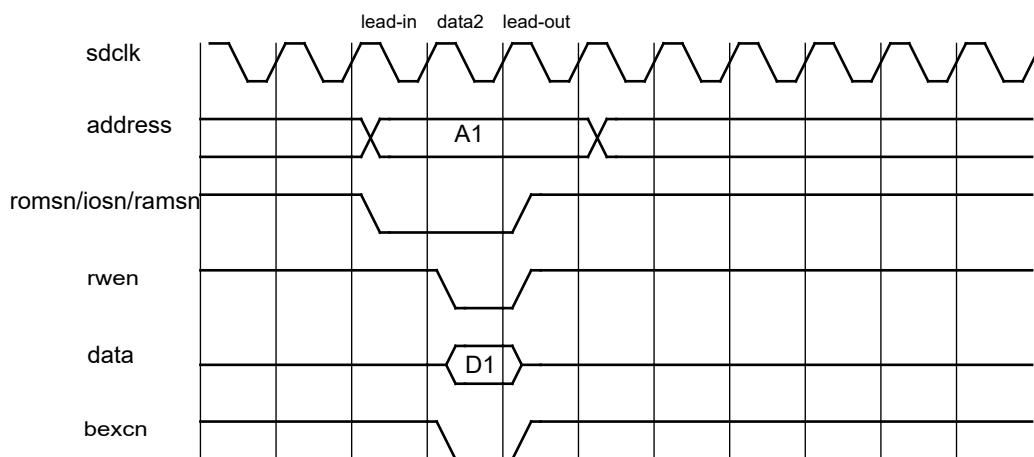 lead-in data2 lead-out
sdclk
address
A1
romsn/iosn/ramsn
rwen
data
D1
bexcn